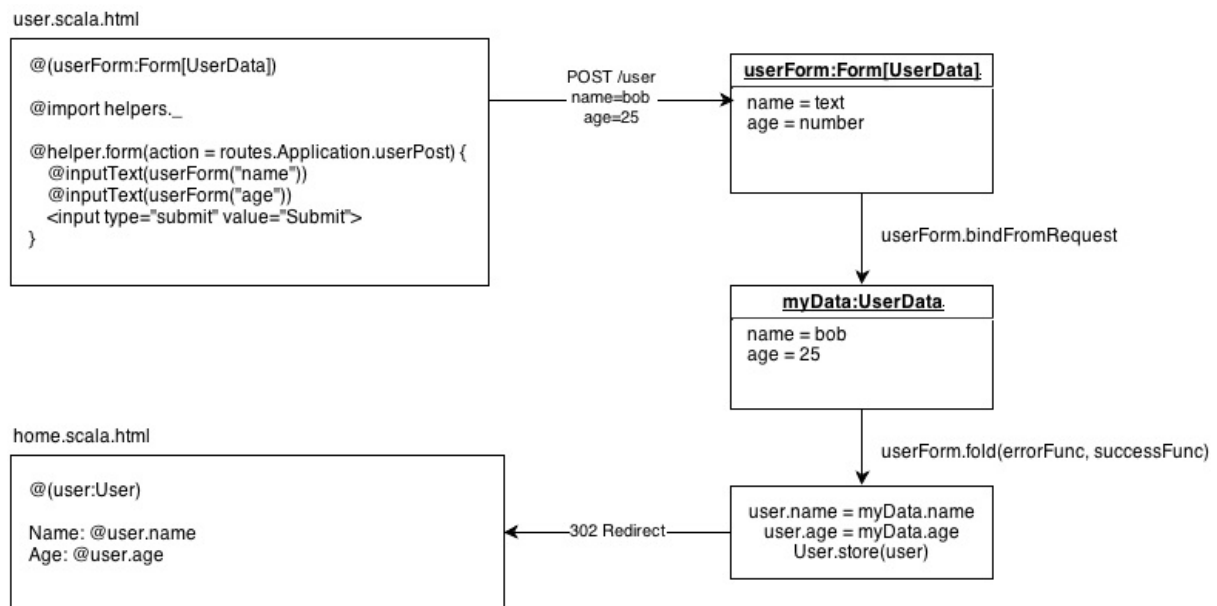 user.scala.html
@(userForm:Form[UserData])
@import helpers._
@helper.form(action = routes.Application.userPost) {
@inputText(userForm("name"))
@inputText(userForm("age"))
<input type="submit" value="Submit">
}
POST /user
name=bob
age=25
userForm:Form[UserData]
name = text
age = number
userForm.bindFromRequest
myData:UserData
name = bob
age = 25
userForm.fold(errorFunc, successFunc)
user.name = myData.name
user.age = myData.age
User.store(user)
302 Redirect
home.scala.html
@(user:User)
Name: @user.name
Age: @user.age